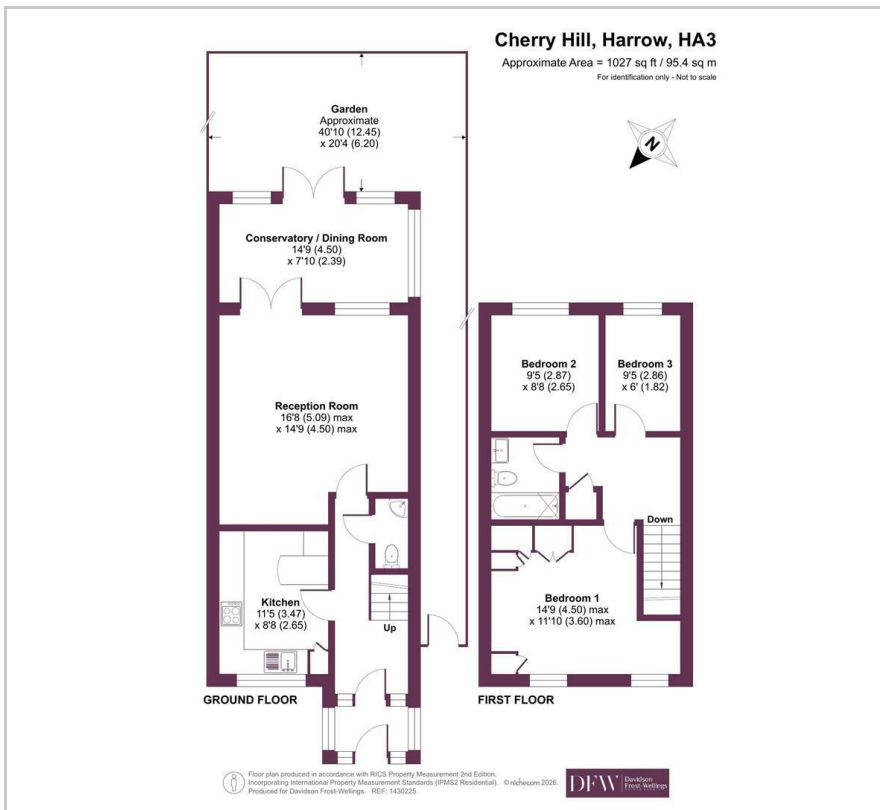 Cherry Hill, Harrow, HA3
Approximate Area = 1027 sq ft / 95.4 sq m
For identification only - Not to scale
N
Garden
Approximate
40'10 (12.45)
x 20'4 (6.20)
Conservatory / Dining Room
14'9 (4.50)
x 7'10 (2.39)
Reception Room
16'8 (5.09) max
x 14'9 (4.50) max
Kitchen
11'5 (3.47)
x 8'8 (2.65)
Up
GROUND FLOOR
Bedroom 2
9'5 (2.87)
x 8'8 (2.65)
Bedroom 3
9'5 (2.86)
x 6' (1.82)
Down
Bedroom 1
14'9 (4.50) max
x 11'10 (3.60) max
FIRST FLOOR
Floor plan produced in accordance with RICS Property Measurement 2nd Edition,
Incorporating International Property Measurement Standards (IPMS2 Residential). © nichecom 2026.
Produced for Davidson Frost-Wellings. REF: 1430225
DFW
Davidson
Frost-Wellings